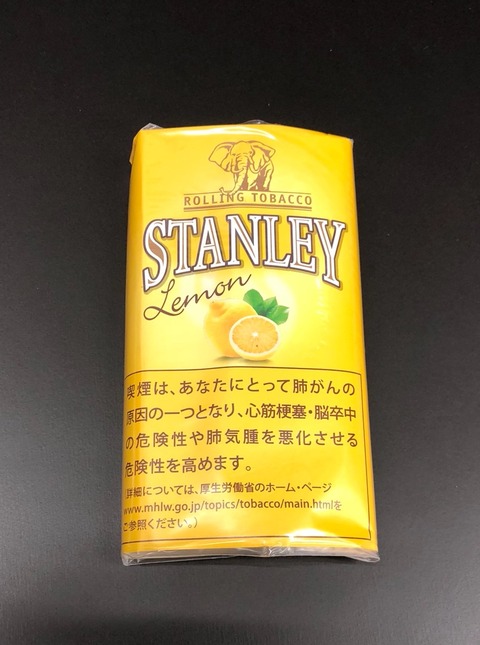 ROLLING TOBACCO
STANLEY
Lemon
喫煙は、あなたにとって肺がんの
原因の一つとなり、心筋梗塞・脳卒中
の危険性や肺気腫を悪化させる
危険性を高めます。
(詳細については、厚生労働省のホーム・ページ
www.mhlw.go.jp/topics/tobacco/main.htmlを
ご参照ください。)